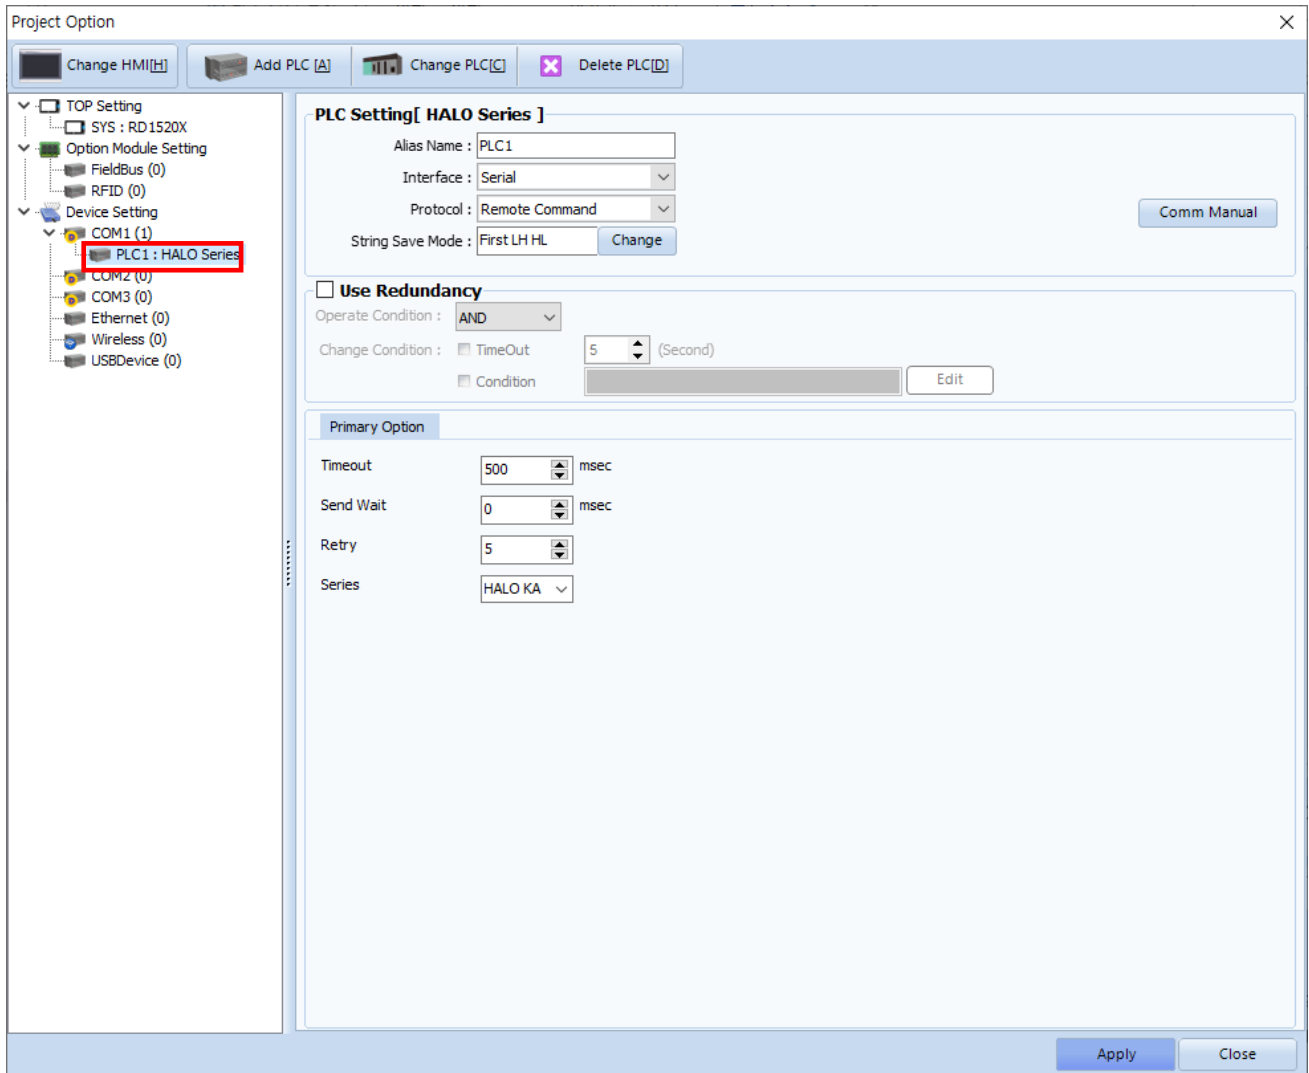 Project Option
Change HMI[H] Add PLC [A] Change PLC[C] Delete PLC[D]
TOP Setting
SYS : RD1520X
Option Module Setting
FieldBus (0)
RFID (0)
Device Setting
COM1 (1)
PLC1 : HALO Series
COM2 (0)
COM3 (0)
Ethernet (0)
Wireless (0)
USBDevice (0)
PLC Setting[ HALO Series ]
Alias Name : PLC1
Interface : Serial
Protocol : Remote Command
Comm Manual
String Save Mode : First LH HL Change
Use Redundancy
Operate Condition : AND
Change Condition : TimeOut 5 (Second)
Condition Edit
Primary Option
Timeout 500 msec
Send Wait 0 msec
Retry 5
Series HALO KA
Apply Close